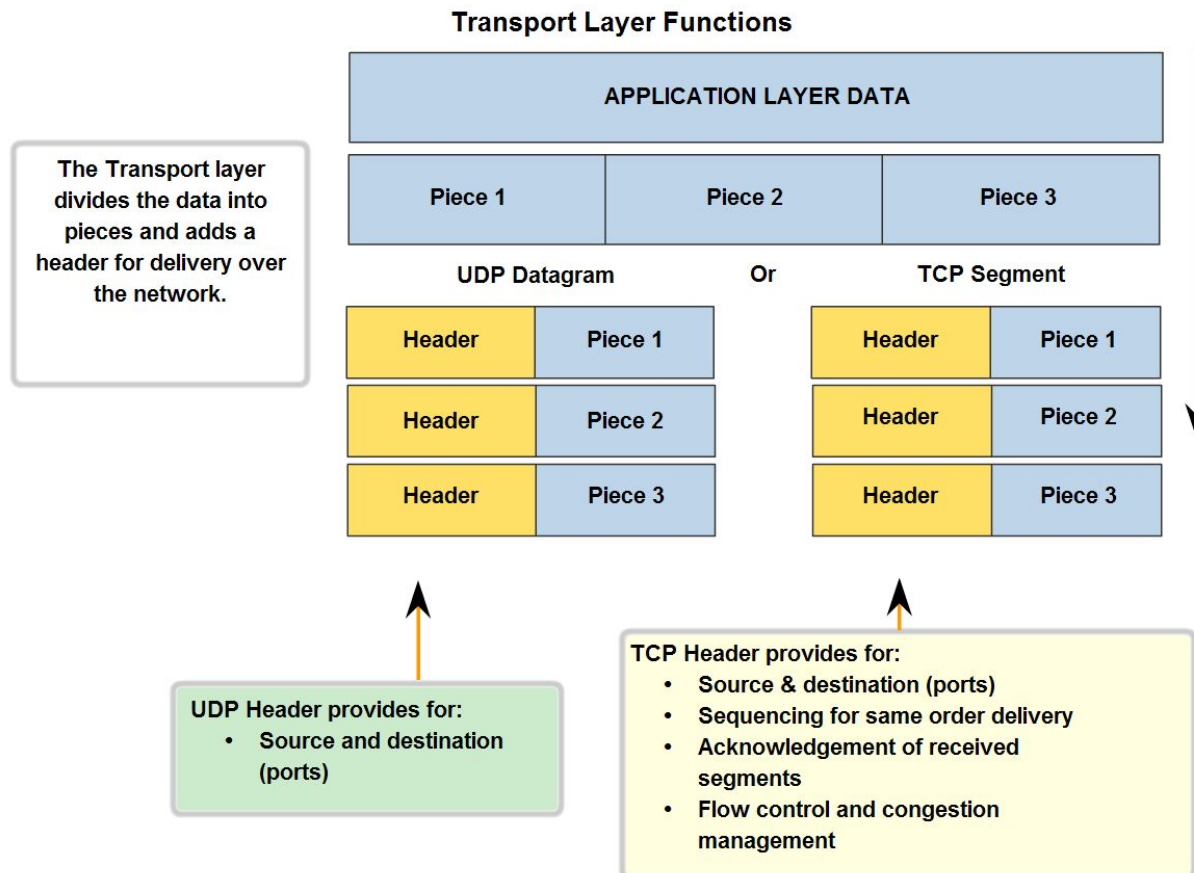 Transport Layer Functions
APPLICATION LAYER DATA
The Transport layer
divides the data into
pieces and adds a
header for delivery over
the network.
Piece 1
Piece 2
Piece 3
UDP Datagram
Or
TCP Segment
Header
Piece 1
Header
Piece 2
Header
Piece 3
Header
Piece 1
Header
Piece 2
Header
Piece 3
UDP Header provides for:
• Source and destination
(ports)
TCP Header provides for:
• Source & destination (ports)
• Sequencing for same order delivery
• Acknowledgement of received
segments
• Flow control and congestion
management